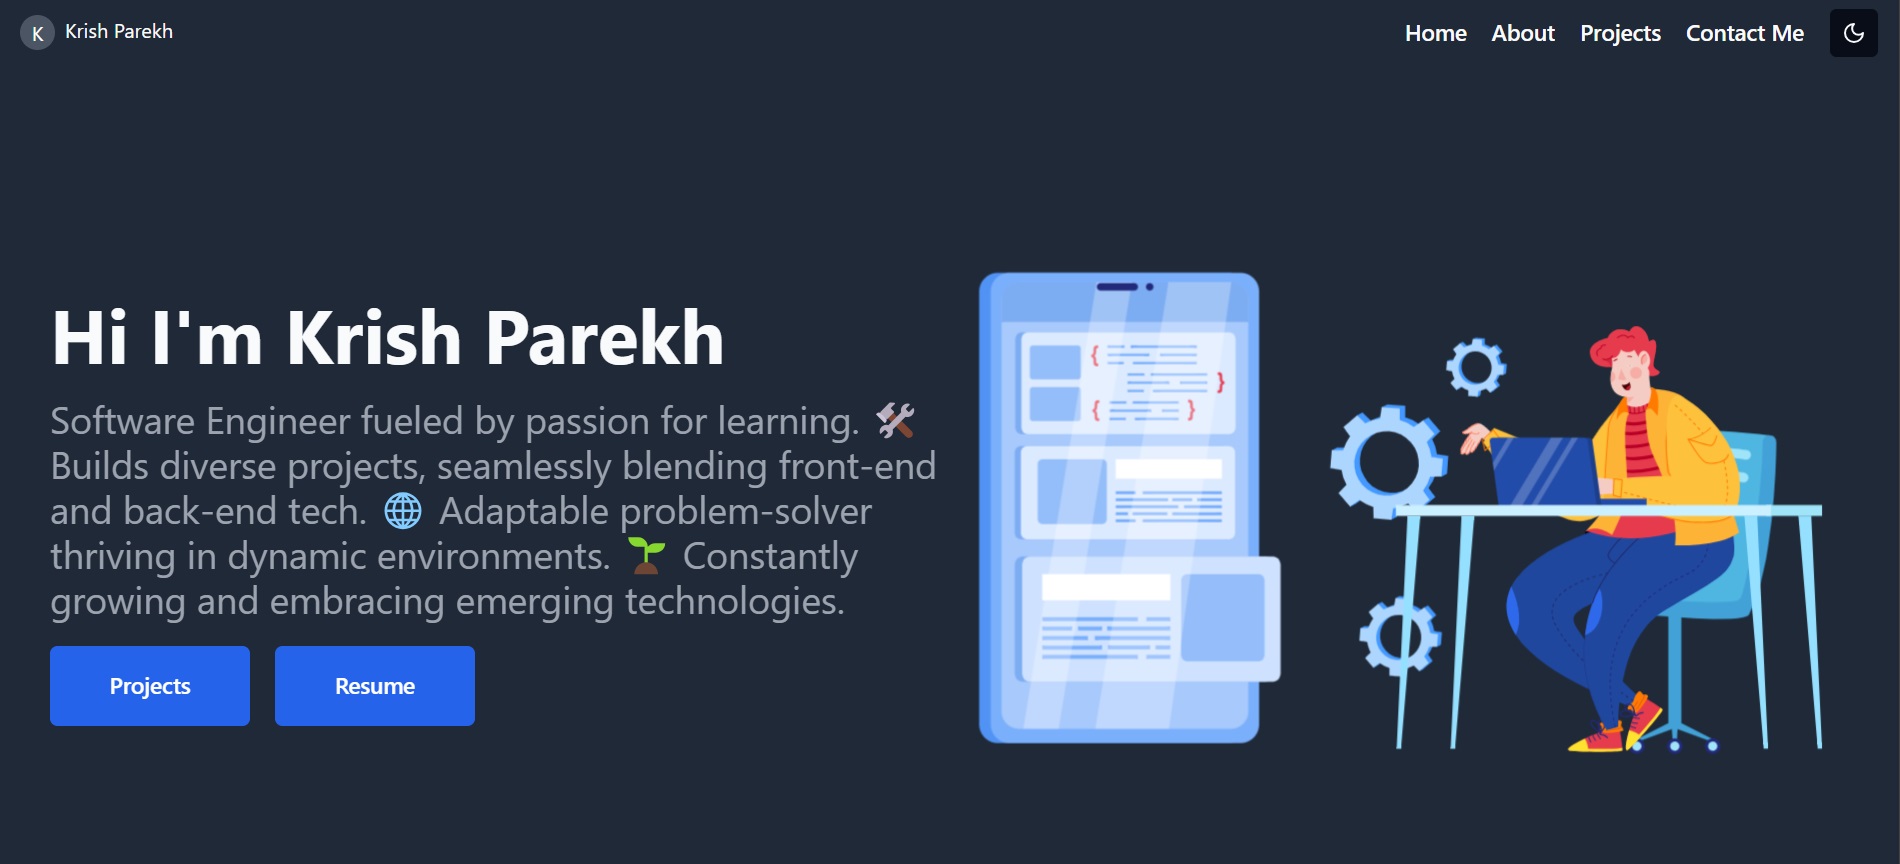 K Krish Parekh
Home About Projects Contact Me
Hi I'm Krish Parekh
Software Engineer fueled by passion for learning. 🛠️
Builds diverse projects, seamlessly blending front-end
and back-end tech. 🌐 Adaptable problem-solver
thriving in dynamic environments. 🌱 Constantly
growing and embracing emerging technologies.
Projects Resume
{
}
{ }